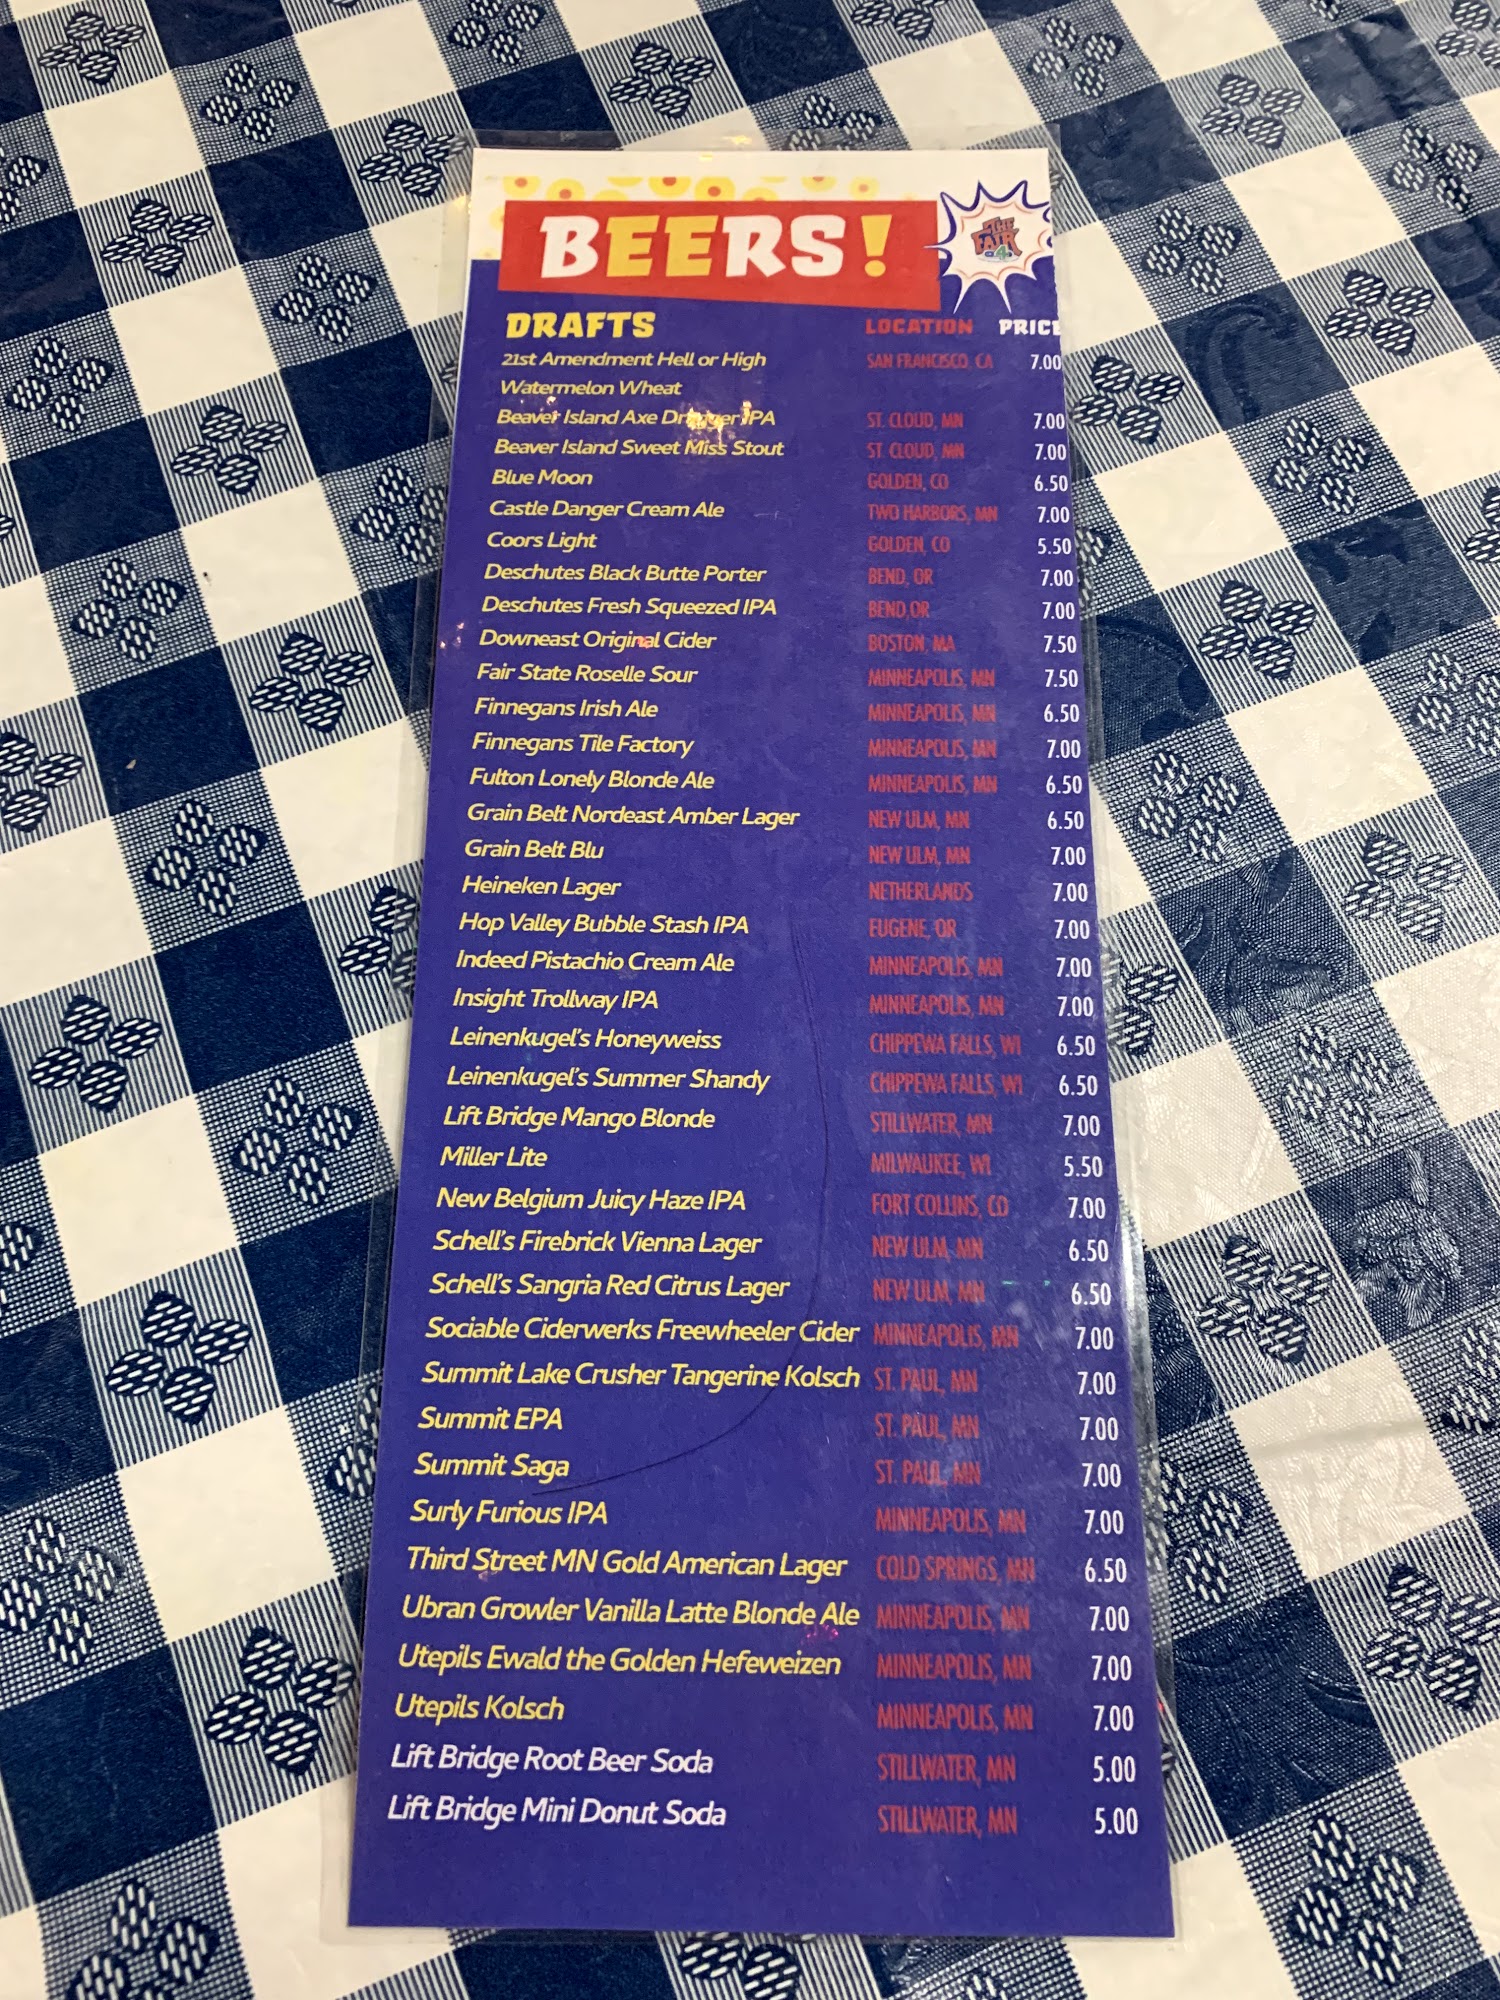 BEERS!
THE
FAIR
4
DRAFTS LOCATION PRICE
21st Amendment Hell or High SAN FRANCISCO, CA 7.00
Watermelon Wheat
Beaver Island Axe IPA ST. CLOUD, MN 7.00
Beaver Island Sweet Miss Stout ST CLOUD, MN 7.00
Blue Moon GOLDEN, CO 6.50
Castle Danger Cream Ale TWO HARBORS, MN 7.00
Coors Light GOLDEN, CO 5.50
Deschutes Black Butte Porter BEND, OR 7.00
Deschutes Fresh Squeezed IPA BEND,OR 7.00
Downeast Original Cider BOSTON, MA 7.50
Fair State Roselle Sour MINNEAPOLIS, MN 7.50
Finnegans Irish Ale MINNEAPOLIS, MN 6.50
Finnegans Tile Factory MINNEAPOLIS, MN 7.00
Fulton Lonely Blonde Ale MINNEAPOLIS, MN 6.50
Grain Belt Nordeast Amber Lager NEW ULM, MN 6.50
Grain Belt Blu NEW ULM, MN 7.00
Heineken Lager NETHERLANDS 7.00
Hop Valley Bubble Stash IPA EUGENE, OR 7.00
Indeed Pistachio Cream Ale MINNEAPOLIS, MN 7.00
Insight Trollway IPA MINNEAPOLIS, MN 7.00
Leinenkugel's Honeyweiss CHIPPEWA FALLS, WI 6.50
Leinenkugel's Summer Shandy CHIPPEWA FALLS, WI 6.50
Lift Bridge Mango Blonde STILLWATER, MN 7.00
Miller Lite MILWAUKEE, WI 5.50
New Belgium Juicy Haze IPA FORT COLLINS, CO 7.00
Schell's Firebrick Vienna Lager NEW ULM, MN 6.50
Schell's Sangria Red Citrus Lager NEW ULM, MN 6.50
Sociable Ciderwerks Freewheeler Cider MINNEAPOLIS, MN 7.00
Summit Lake Crusher Tangerine Kolsch ST. PAUL, MN 7.00
Summit EPA ST. PAUL, MN 7.00
Summit Saga ST. PAUL, MN 7.00
Surly Furious IPA MINNEAPOLIS, MN 7.00
Third Street MN Gold American Lager COLD SPRINGS, MN 6.50
Ubran Growler Vanilla Latte Blonde Ale MINNEAPOLIS, MN 7.00
Utepils Ewald the Golden Hefeweizen MINNEAPOLIS, MN 7.00
Utepils Kolsch MINNEAPOLIS, MN 7.00
Lift Bridge Root Beer Soda STILLWATER, MN 5.00
Lift Bridge Mini Donut Soda STILLWATER, MN 5.00